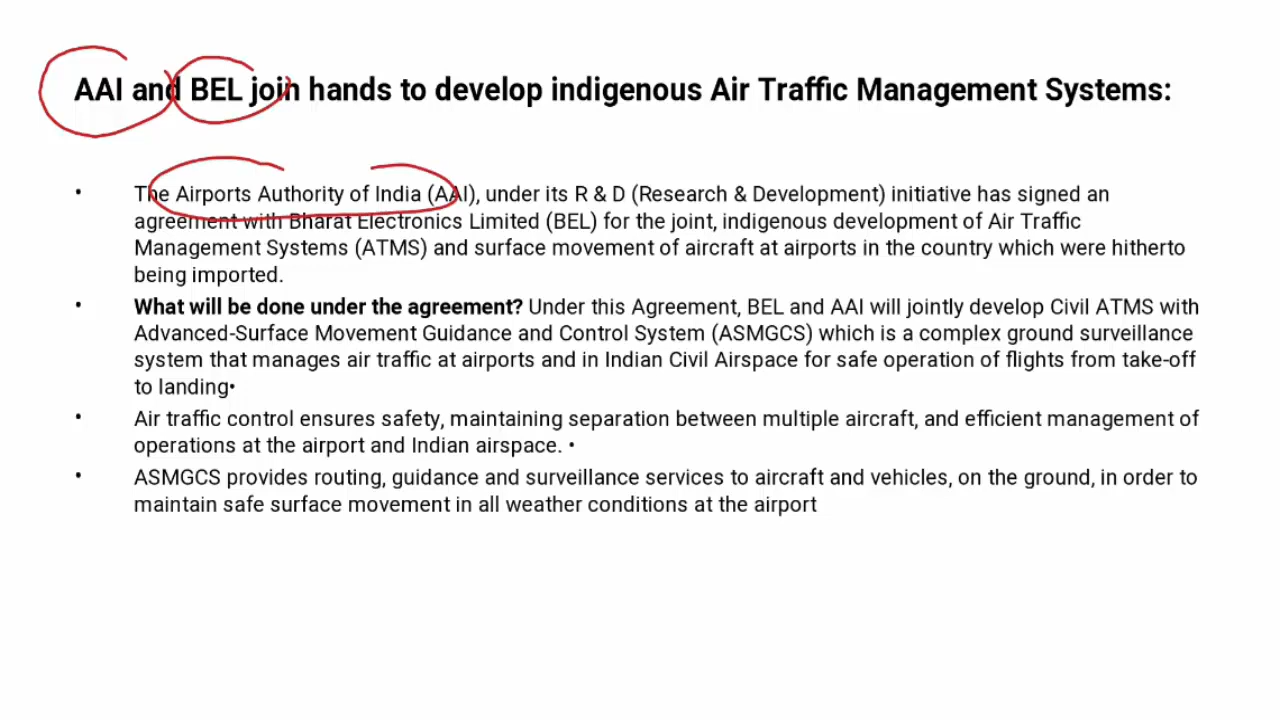 AAI and BEL join hands to develop indigenous Air Traffic Management Systems:
• The Airports Authority of India (AAI), under its R & D (Research & Development) initiative has signed an
agreement with Bharat Electronics Limited (BEL) for the joint, indigenous development of Air Traffic
Management Systems (ATMS) and surface movement of aircraft at airports in the country which were hitherto
being imported.
• What will be done under the agreement? Under this Agreement, BEL and AAI will jointly develop Civil ATMS with
Advanced-Surface Movement Guidance and Control System (ASMGCS) which is a complex ground surveillance
system that manages air traffic at airports and in Indian Civil Airspace for safe operation of flights from take-off
to landing•
• Air traffic control ensures safety, maintaining separation between multiple aircraft, and efficient management of
operations at the airport and Indian airspace. •
• ASMGCS provides routing, guidance and surveillance services to aircraft and vehicles, on the ground, in order to
maintain safe surface movement in all weather conditions at the airport